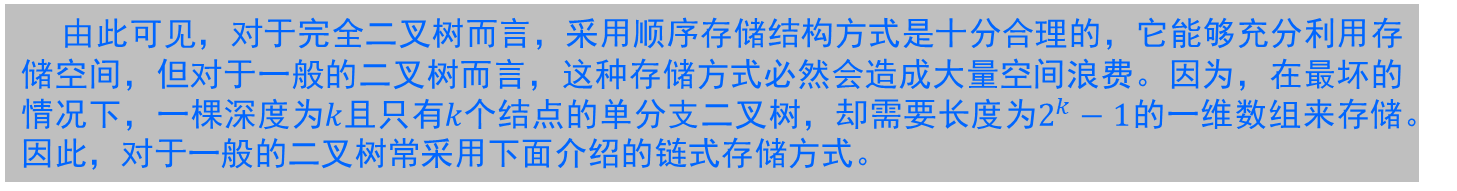 由此可见，对于完全二叉树而言，采用顺序存储结构方式是十分合理的，它能够充分利用存
储空间，但对于一般的二叉树而言，这种存储方式必然会造成大量空间浪费。因为，在最坏的
情况下，一棵深度为k且只有k个结点的单分支二叉树，却需要长度为2^k − 1的一维数组来存储。
因此，对于一般的二叉树常采用下面介绍的链式存储方式。